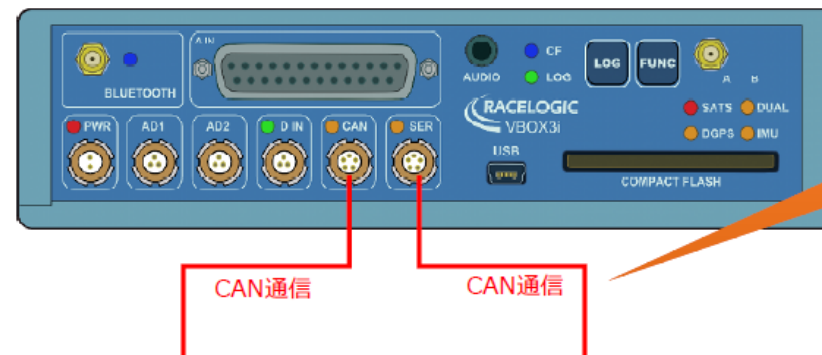 A IN
BLUETOOTH
AUDIO
CF
LOG
LOG
FUNC
A B
PWR
AD1
AD2
D IN
CAN
SER
RACELOGIC
VBOX3i
USB
SATS
DUAL
DGPS
IMU
COMPACT FLASH
CAN通信
CAN通信